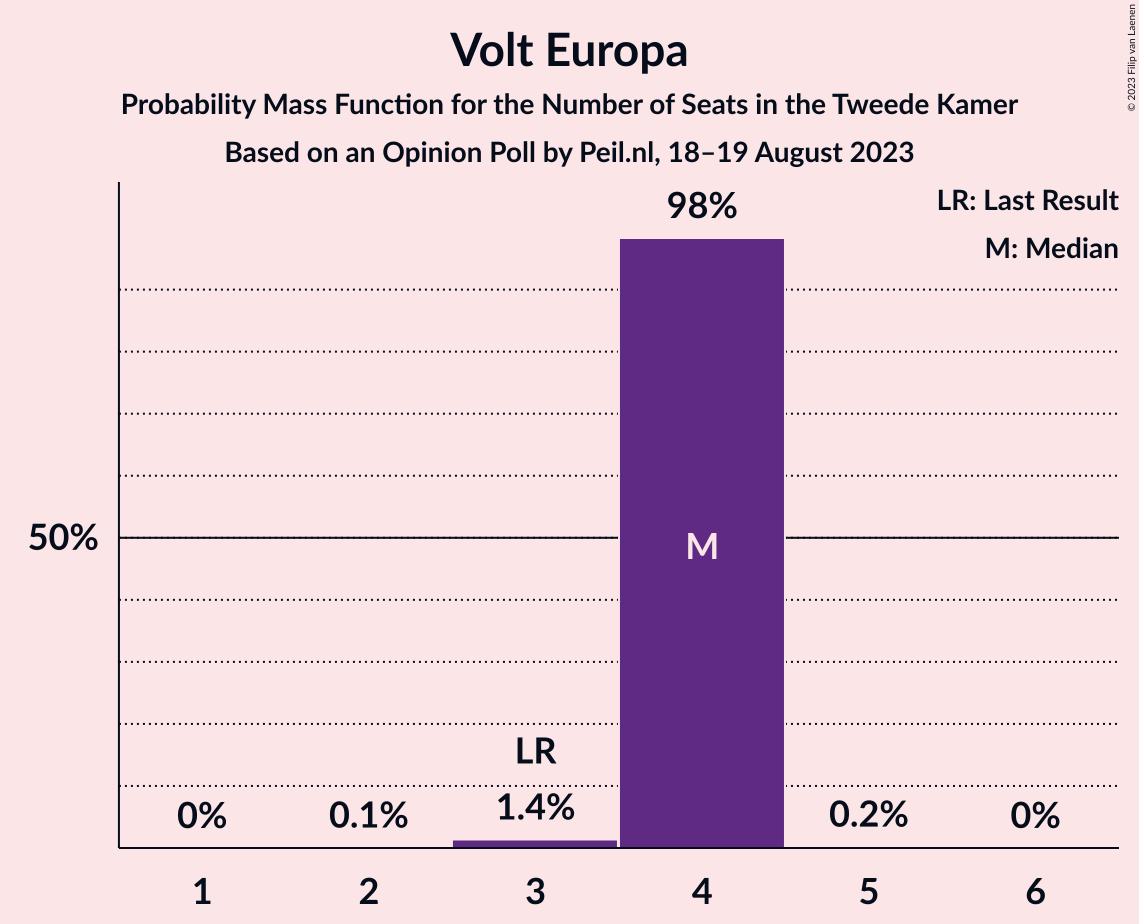 Volt Europa
Probability Mass Function for the Number of Seats in the Tweede Kamer
Based on an Opinion Poll by Peil.nl, 18–19 August 2023
© 2023 Filip van Laenen
LR: Last Result
M: Median
98%
50%
M
LR
0%
0.1%
1.4%
0.2%
0%
1
2
3
4
5
6